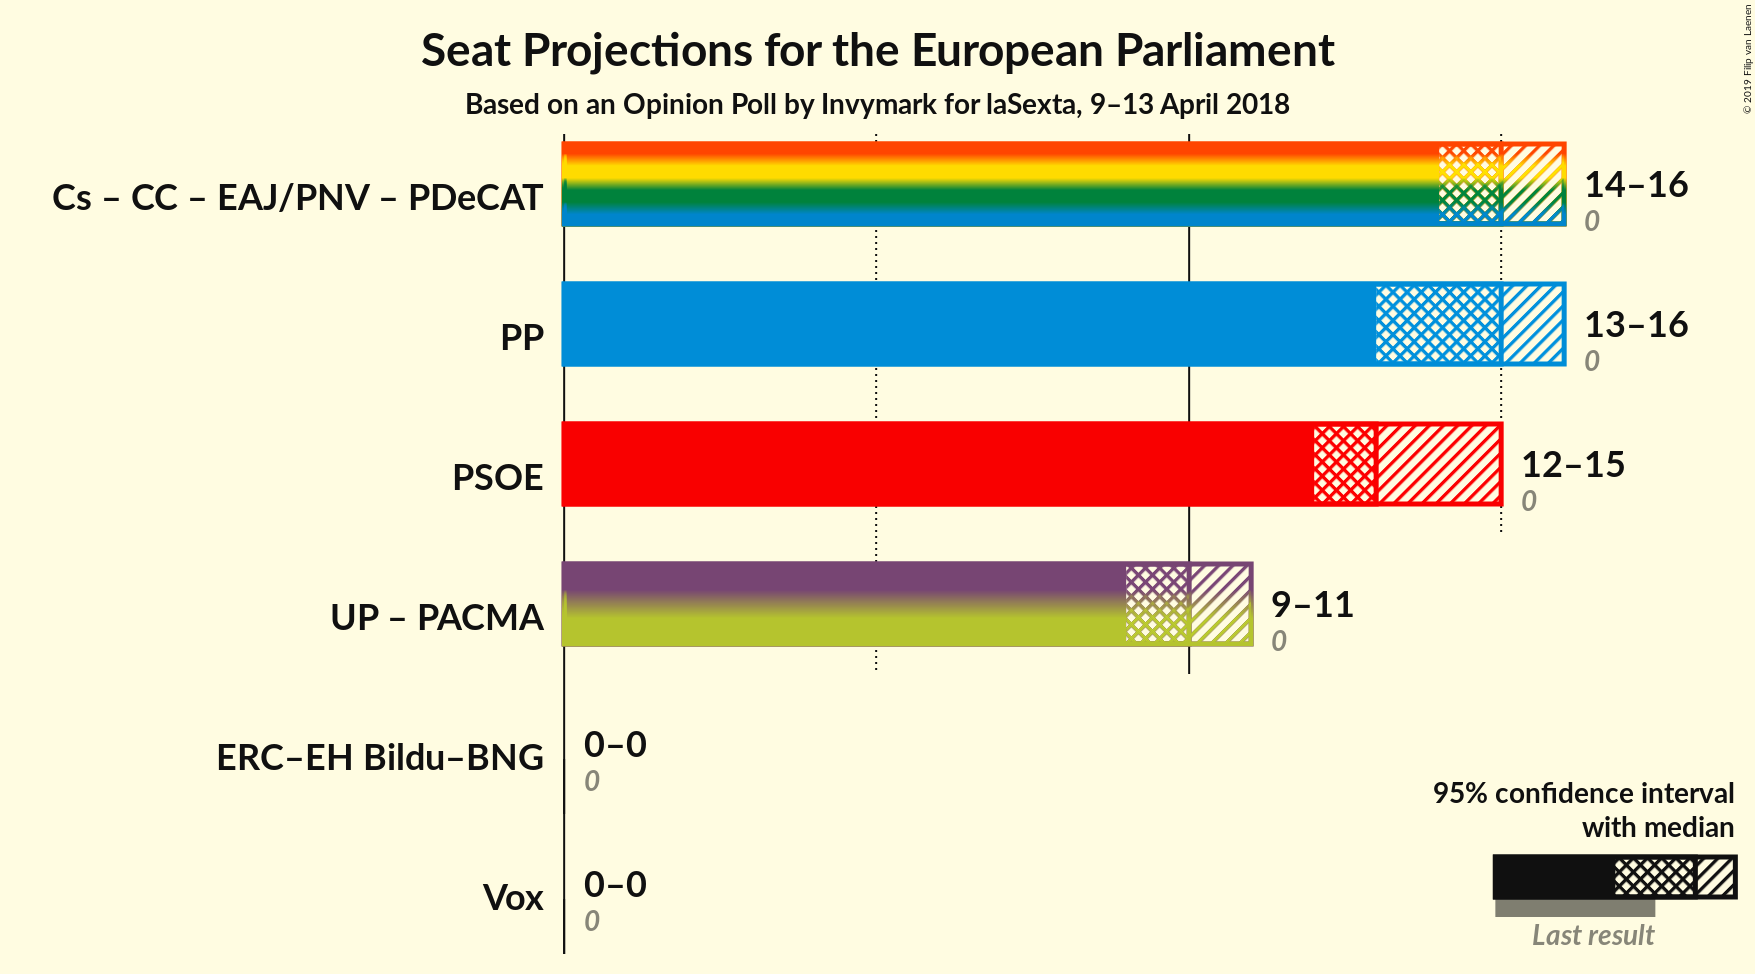 Seat Projections for the European Parliament
Based on an Opinion Poll by Invymark for laSexta, 9–13 April 2018
© 2019 Filip van Laenen
Cs – CC – EAJ/PNV – PDeCAT
14–16
0
PP
13–16
0
PSOE
12–15
0
UP – PACMA
9–11
0
ERC–EH Bildu–BNG
0–0
0
Vox
0–0
0
95% confidence interval
with median
Last result